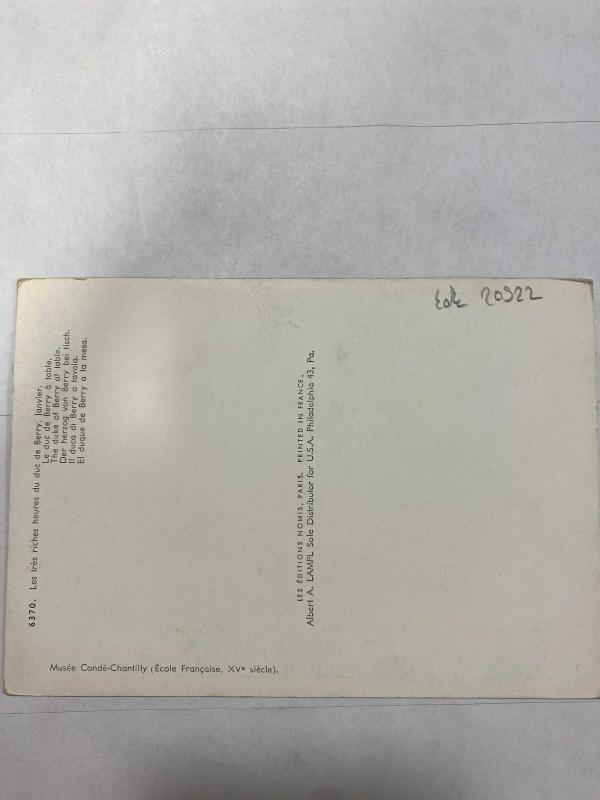 6370. Les très riches heures du duc de Berry. Janvier.
Le duc de Berry à table.
The duke of Berry at table.
Der herzog von Berry bei tisch.
Il duca di Berry a tavola.
El duque de Berry a la mesa.
LES ÉDITIONS NOMIS, PARIS. PRINTED IN FRANCE.
Albert A. LAMPL Sole Distributor for U.S.A. Philadelphia 43, Pa.
Musée Condé-Chantilly (École Française, XVe siècle).
20922